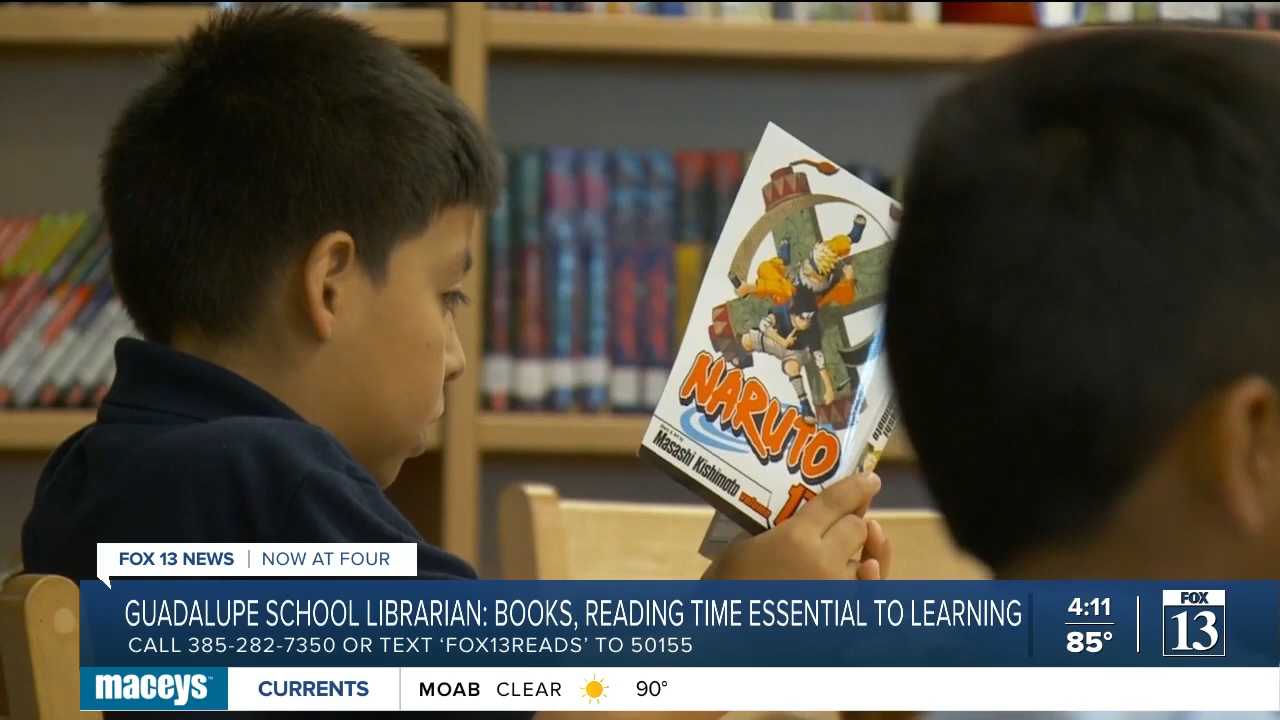 NARUTO
Masashi Kishimoto
FOX 13 NEWS | NOW AT FOUR
GUADALUPE SCHOOL LIBRARIAN: BOOKS, READING TIME ESSENTIAL TO LEARNING
CALL 385-282-7350 OR TEXT ‘FOX13READS’ TO 50155
4:11
85°
FOX
13
maceys
CURRENTS
MOAB CLEAR 90°